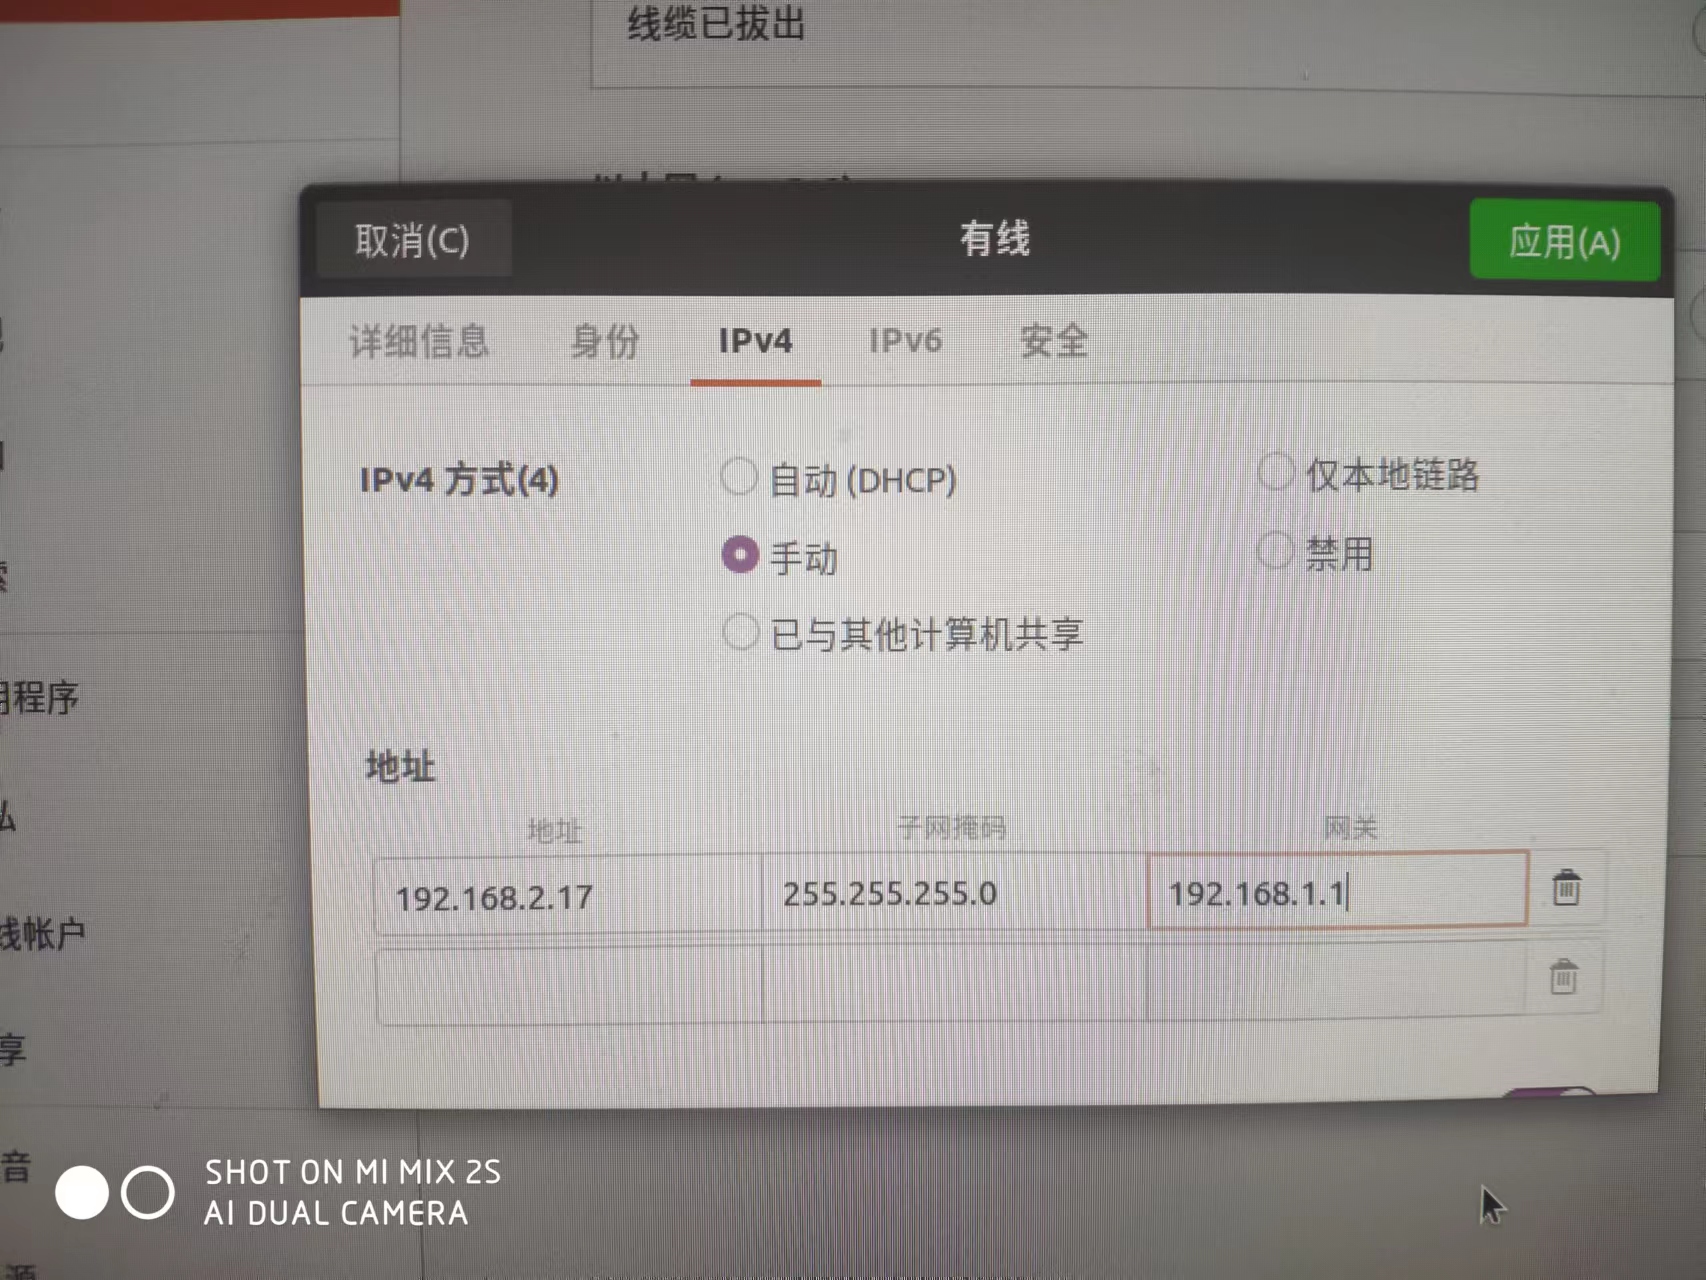 线缆已拔出
取消(C)
有线
应用(A)
详细信息
身份
IPv4
IPv6
安全
IPv4 方式(4)
自动 (DHCP)
仅本地链路
手动
禁用
已与其他计算机共享
地址
地址
子网掩码
网关
192.168.2.17
255.255.255.0
192.168.1.1
程序
线帐户
享
音
源
SHOT ON MI MIX 2S
AI DUAL CAMERA